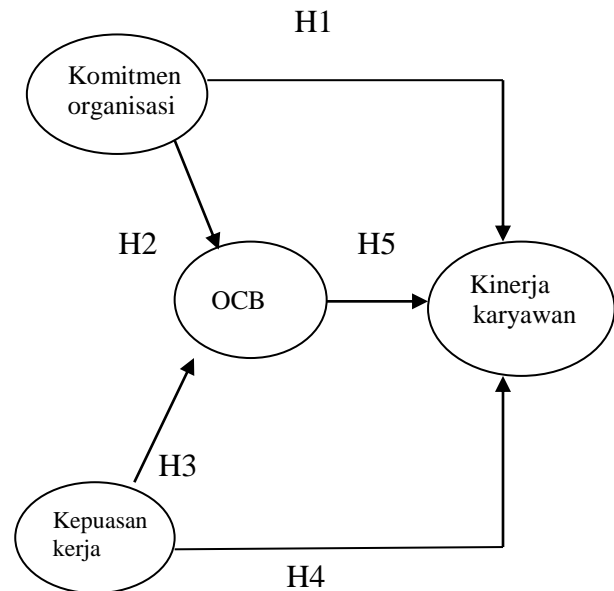 H1
Komitmen
organisasi
H2
H5
OCB
Kinerja
karyawan
H3
Kepuasan
kerja
H4